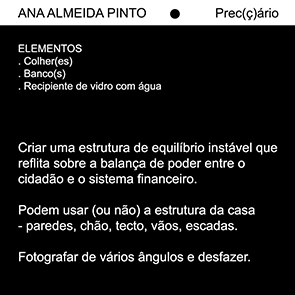 ANA ALMEIDA PINTO ● Prec(ç)ário
ELEMENTOS
. Colher(es)
. Banco(s)
. Recipiente de vidro com água
Criar uma estrutura de equilíbrio instável que
reflita sobre a balança de poder entre o
cidadão e o sistema financeiro.
Podem usar (ou não) a estrutura da casa
- paredes, chão, tecto, vãos, escadas.
Fotografar de vários ângulos e desfazer.